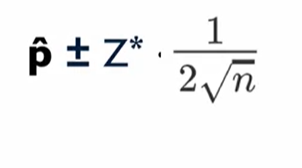 p̂ ± Z* · 1 / (2√n)